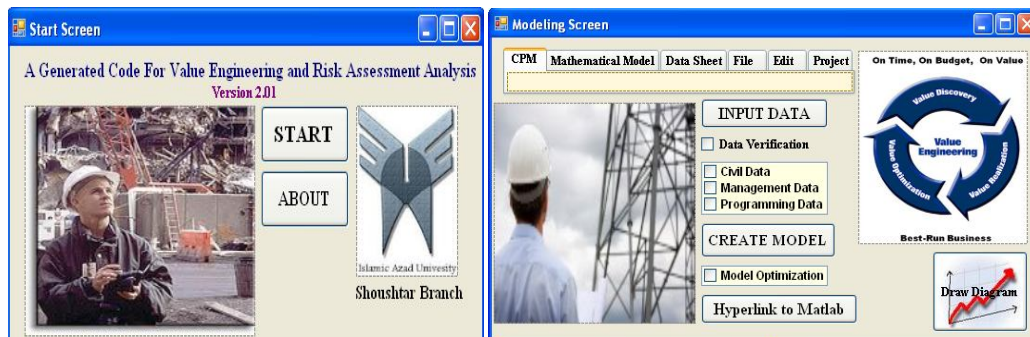 Start Screen
A Generated Code For Value Engineering and Risk Assessment Analysis
Version 2.01
START
ABOUT
Islamic Azad Univesity
Shoushtar Branch
Modeling Screen
CPM Mathematical Model Data Sheet File Edit Project
INPUT DATA
Data Verification
Civil Data
Management Data
Programming Data
CREATE MODEL
Model Optimization
Hyperlink to Matlab
On Time, On Budget, On Value
Value Discovery
Value Engineering
Value Optimization
Value Realization
Best-Run Business
Draw Diagram